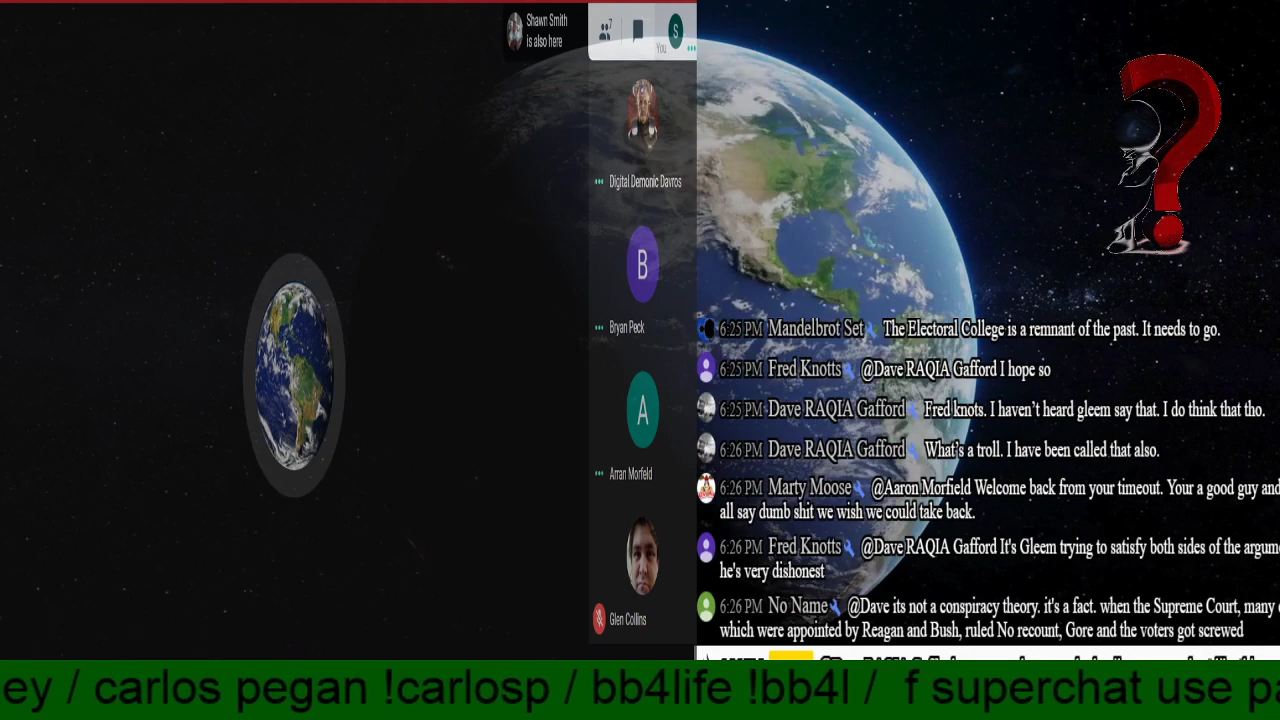 Shawn Smith
is also here
7
S
You
Digital Demonic Davros
B
Bryan Peck
A
Arran Morfeld
Glen Collins
?
6:25 PM Mandelbrot Set The Electoral College is a remnant of the past. It needs to go.
6:25 PM Fred Knotts @Dave RAQIA Gafford I hope so
6:25 PM Dave RAQIA Gafford Fred knots. I haven't heard gleem say that. I do think that tho.
6:26 PM Dave RAQIA Gafford What's a troll. I have been called that also.
6:26 PM Marty Moose @Aaron Morfield Welcome back from your timeout. Your a good guy and
all say dumb shit we wish we could take back.
6:26 PM Fred Knotts @Dave RAQIA Gafford It's Gleem trying to satisfy both sides of the argum
he's very dishonest
6:26 PM No Name @Dave its not a conspiracy theory. it's a fact. when the Supreme Court, many
which were appointed by Reagan and Bush, ruled No recount, Gore and the voters got screwed
ey / carlos pegan !carlosp / bb4life !bb4l / f superchat use pa